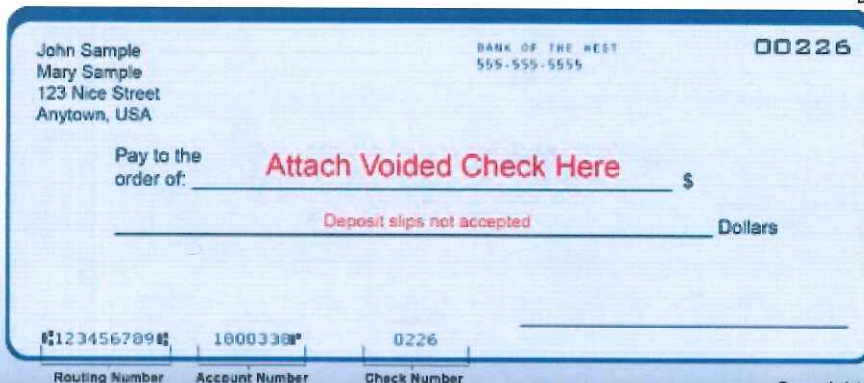 John Sample
Mary Sample
123 Nice Street
Anytown, USA
BANK OF THE WEST
555-555-5555
00226
Pay to the
order of:
Attach Voided Check Here
$
Deposit slips not accepted
Dollars
⑆123456789⑆ 1000338⑈ 0226
Routing Number Account Number Check Number